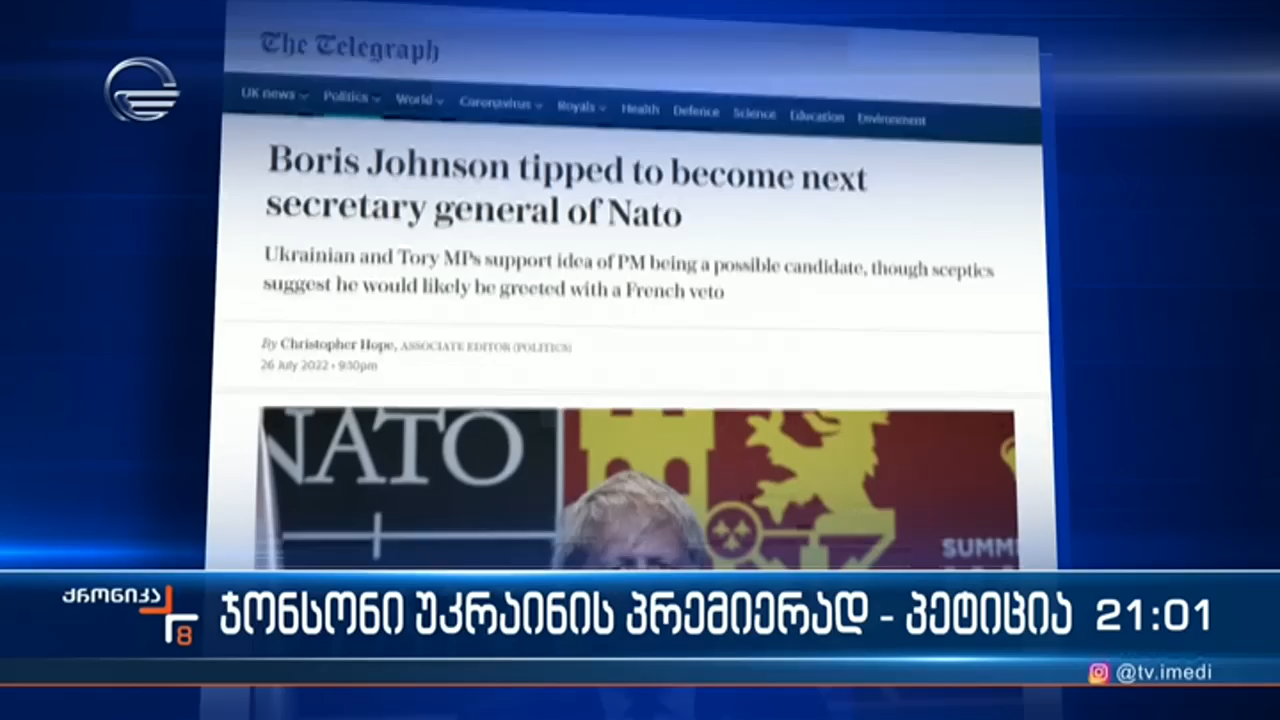 The Telegraph
UK news Politics World Coronavirus Royals Health Defence Science Education Environment
Boris Johnson tipped to become next
secretary general of Nato
Ukrainian and Tory MPs support idea of PM being a possible candidate, though sceptics
suggest he would likely be greeted with a French veto
By Christopher Hope, ASSOCIATE EDITOR (POLITICS)
26 July 2022 • 9:30pm
NATO
SUMMI
ქრონიკა
8
ჯონსონი უკრაინის პრემიერად - პეტიცია 21:01
@tv.imedi